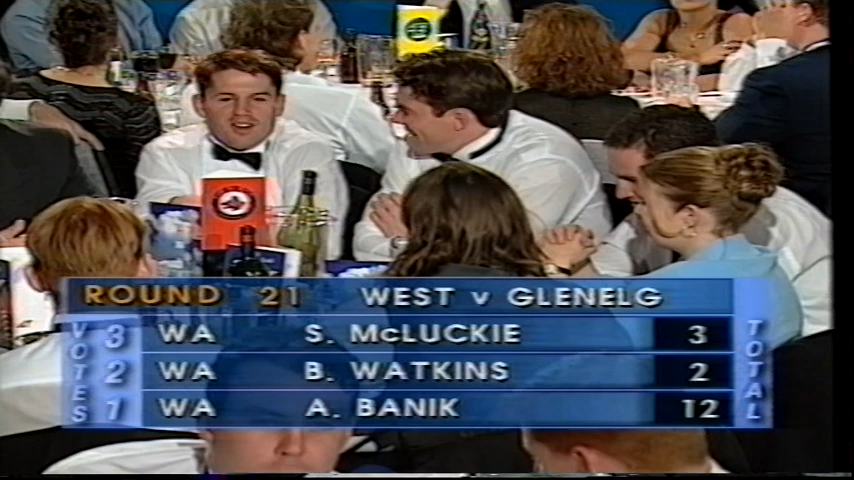 ROUND 21 WEST v GLENELG
VOTES
3 WA S. McLUCKIE 3
2 WA B. WATKINS 2
1 WA A. BANIK 12
TOTAL